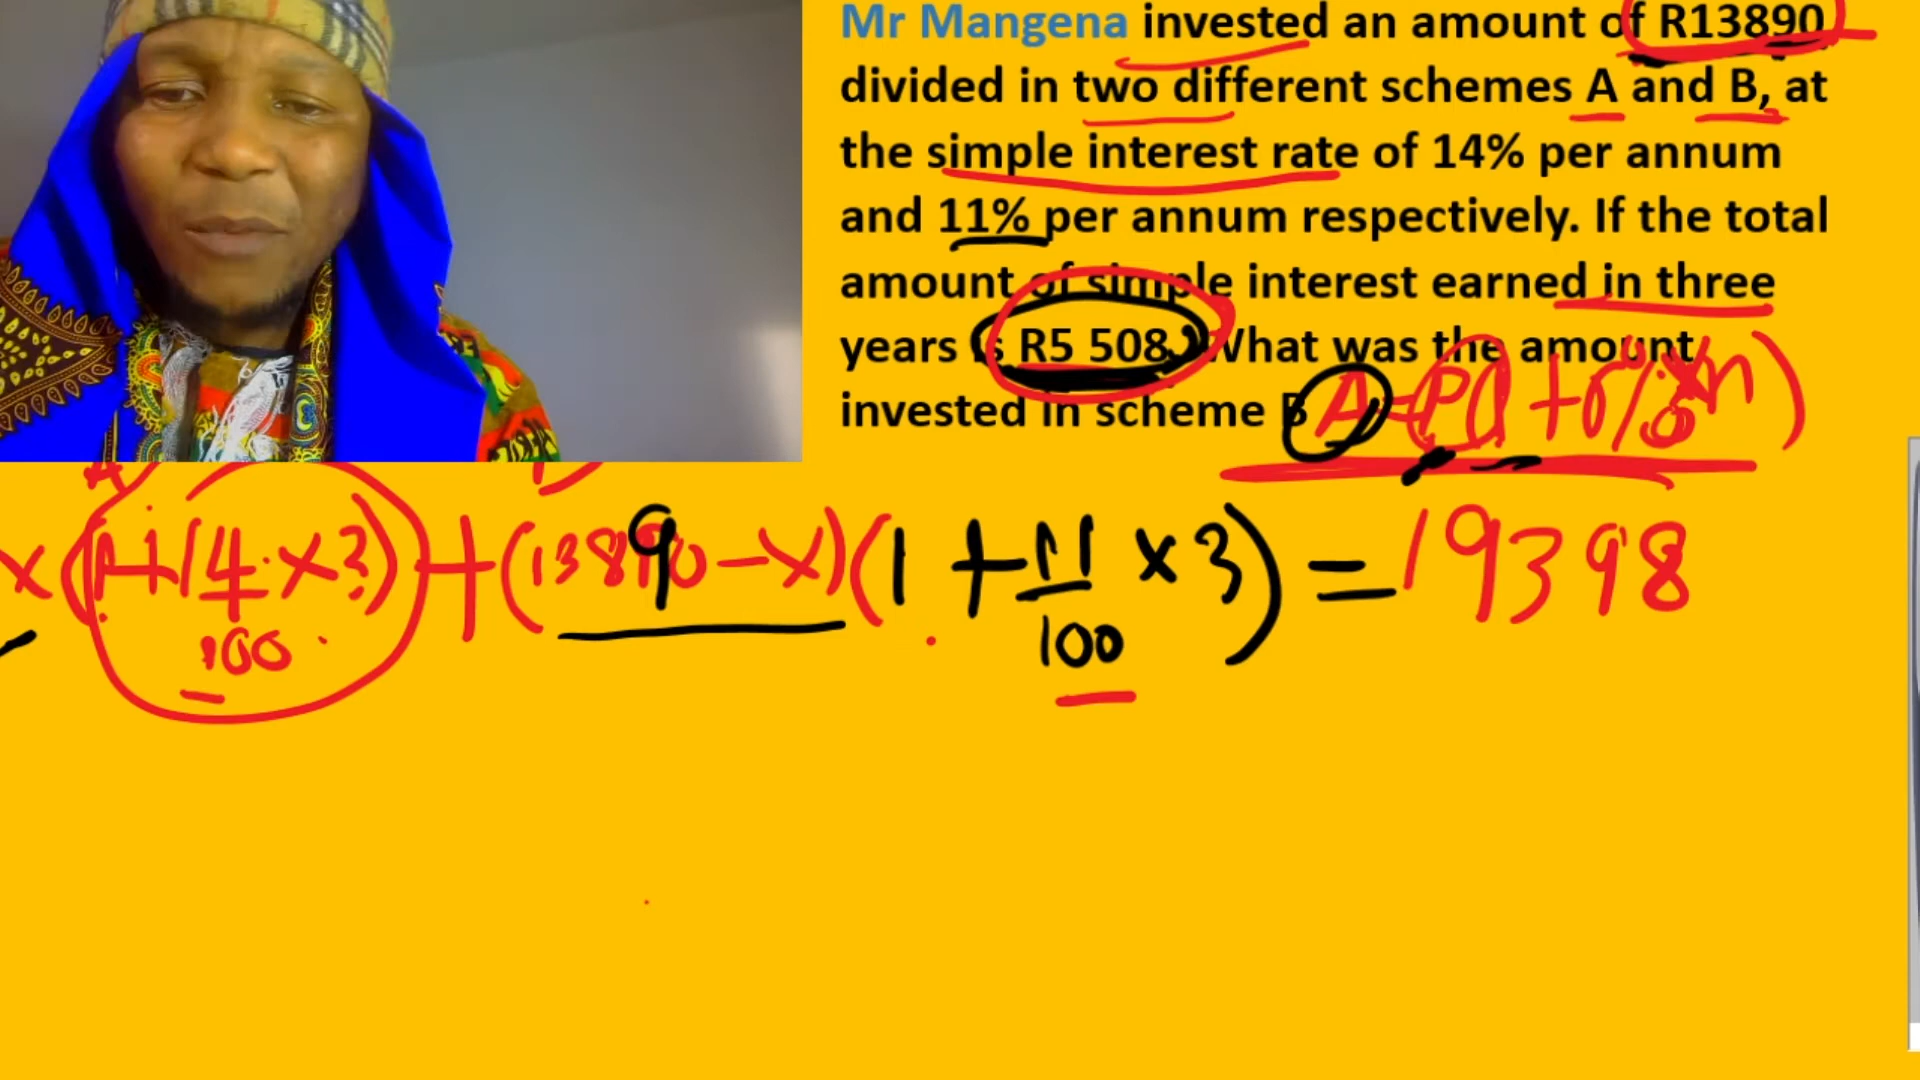 Mr Mangena invested an amount of R13890
divided in two different schemes A and B, at
the simple interest rate of 14% per annum
and 11% per annum respectively. If the total
amount of simple interest earned in three
years is R5 508. What was the amount
invested in scheme B
A=P(1+r/100×n)
x(1+14/100×3)+(13890-x)(1+11/100×3)=19398